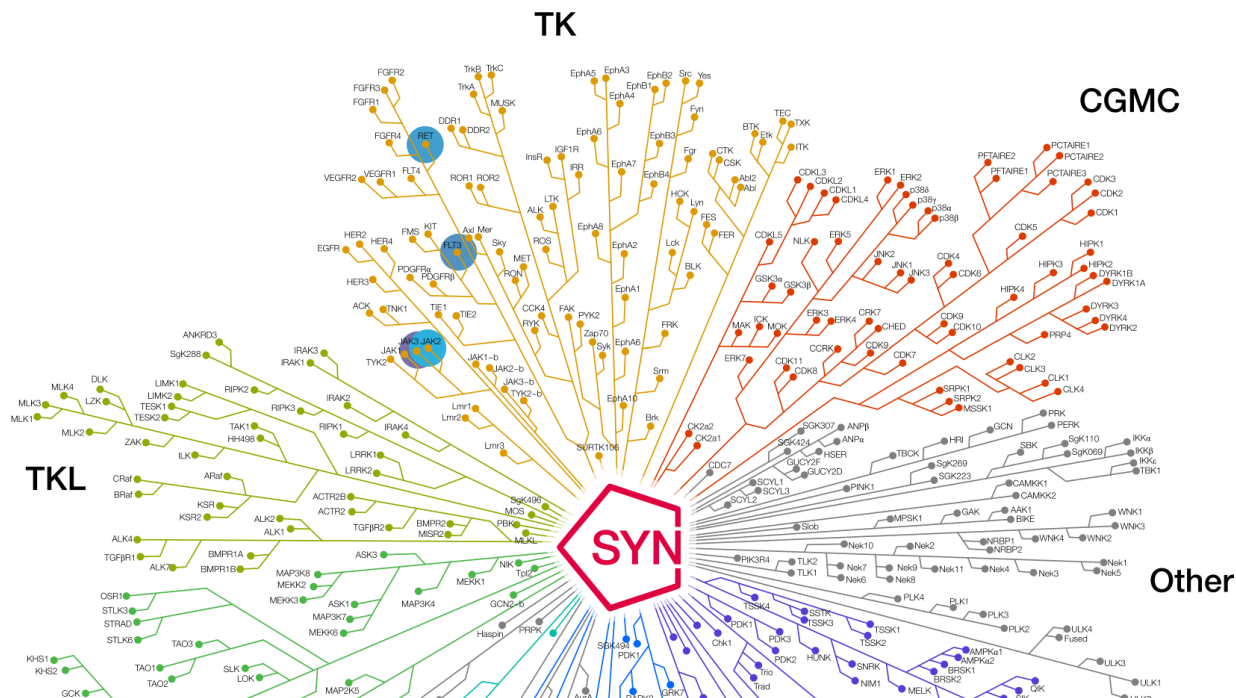 TK
CGMC
TKL
Other
SYN
FGFR2
FGFR3
FGFR1
FGFR4
RET
TrkB
TrkC
TrkA
MUSK
DDR1
DDR2
VEGFR2
VEGFR1
FLT4
ROR1
ROR2
EphA5
EphA3
EphA4
EphB1
EphB2
Src
Yes
Fyn
EphA6
EphB3
Fgr
InsR
IGF1R
IRR
EphA7
EphB4
HCK
Lyn
LTK
ALK
ROS
EphA8
EphA2
Lck
BLK
EphA1
TEC
TXK
BTK
Etk
ITK
CTK
CSK
Abl2
Abl
FES
FER
HER2
EGFR
HER4
HER3
FMS
KIT
FLT3
Axl
Mer
Sky
MET
RON
PDGFRα
PDGFRβ
ACK
TNK1
TIE1
TIE2
CCK4
RYK
FAK
PYK2
Zap70
Syk
EphA6
FRK
Srm
EphA10
Brk
JAK1
JAK3
JAK2
TYK2
JAK1~b
JAK2~b
JAK3~b
TYK2~b
Lmr1
Lmr2
Lmr3
SURTK106
CDKL3
CDKL2
CDKL1
CDKL4
CDKL5
ERK1
ERK2
p38δ
p38γ
p38α
p38β
NLK
ERK5
JNK2
JNK1
JNK3
GSK3α
GSK3β
MAK
ICK
MOK
ERK3
ERK4
ERK7
PFTAIRE2
PFTAIRE1
PCTAIRE1
PCTAIRE2
PCTAIRE3
CDK3
CDK2
CDK1
CDK5
CDK4
CDK6
HIPK1
HIPK3
HIPK2
HIPK4
DYRK1B
DYRK1A
DYRK3
DYRK4
DYRK2
PRP4
CDK9
CDK10
CRK7
CHED
CDK9
CCRK
CDK7
CDK11
CDK8
CLK2
CLK3
CLK1
CLK4
SRPK1
SRPK2
MSSK1
CK2a2
CK2a1
ANKRD3
SgK288
IRAK3
IRAK1
DLK
MLK4
LZK
MLK3
MLK1
MLK2
LIMK1
LIMK2
TESK1
TESK2
RIPK2
RIPK3
RIPK1
IRAK2
IRAK4
TAK1
HH498
ZAK
ILK
LRRK1
LRRK2
CRaf
BRaf
ARaf
KSR
KSR2
ACTR2B
ACTR2
ALK2
ALK1
TGFβR2
BMPR2
MISR2
SgK496
MOS
PBK
MLKL
ALK4
TGFβR1
ALK7
BMPR1A
BMPR1B
CDC7
SGK307
SGK424
ANPβ
ANPα
HSER
GUCY2F
GUCY2D
SCYL1
SCYL3
SCYL2
TBCK
HRI
GCN
PRK
PERK
PINK1
SgK269
SGK223
SBK
SgK110
SgK069
IKKα
IKKβ
IKKε
TBK1
CAMKK1
CAMKK2
Slob
MPSK1
GAK
AAK1
BIKE
NRBP1
NRBP2
WNK1
WNK3
WNK4
WNK2
PIK3R4
TLK2
TLK1
Nek10
Nek2
Nek7
Nek6
Nek9
Nek8
Nek11
Nek4
Nek3
Nek1
Nek5
PLK4
PLK1
PLK3
PLK2
ULK4
Fused
ULK3
ULK1
ASK3
MAP3K8
MEKK2
MEKK3
ASK1
MAP3K7
MEKK6
MAP3K4
MEKK1
NIK
Tpl2
GCN2~b
Haspin
PRPK
OSR1
STLK3
STRAD
STLK6
TAO3
TAO1
TAO2
SLK
LOK
KHS1
KHS2
GCK
MAP2K5
SGK494
PDK1
GRK7
Trio
Trad
Chk1
PDK1
PDK3
PDK2
HUNK
SNRK
NIM1
MELK
TSSK4
SSTK
TSSK3
TSSK1
TSSK2
AMPKα1
AMPKα2
BRSK1
BRSK2
QIK